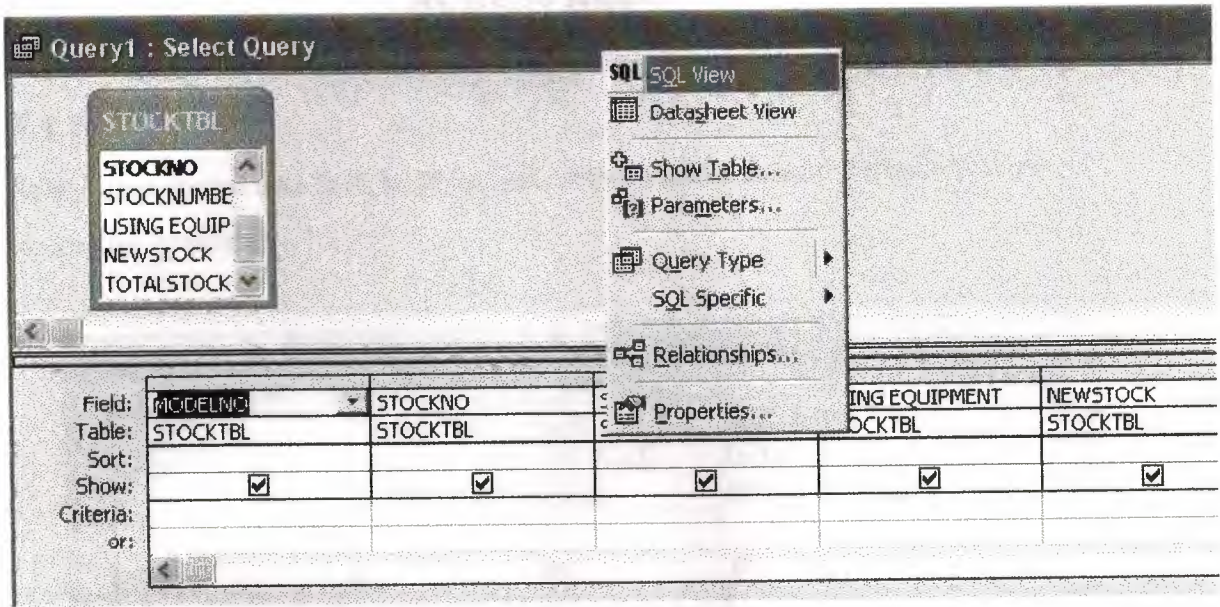 Query1 : Select Query
STOCKTBL
STOCKNO
STOCKNUMBE
USING EQUIP
NEWSTOCK
TOTALSTOCK
SQL SQL View
Datasheet View
Show Table...
Parameters...
Query Type
SQL Specific
Relationships...
Properties...
Field: MODELNO STOCKNO S ING EQUIPMENT NEWSTOCK
Table: STOCKTBL STOCKTBL OCKTBL STOCKTBL
Sort:
Show:
Criteria:
or: